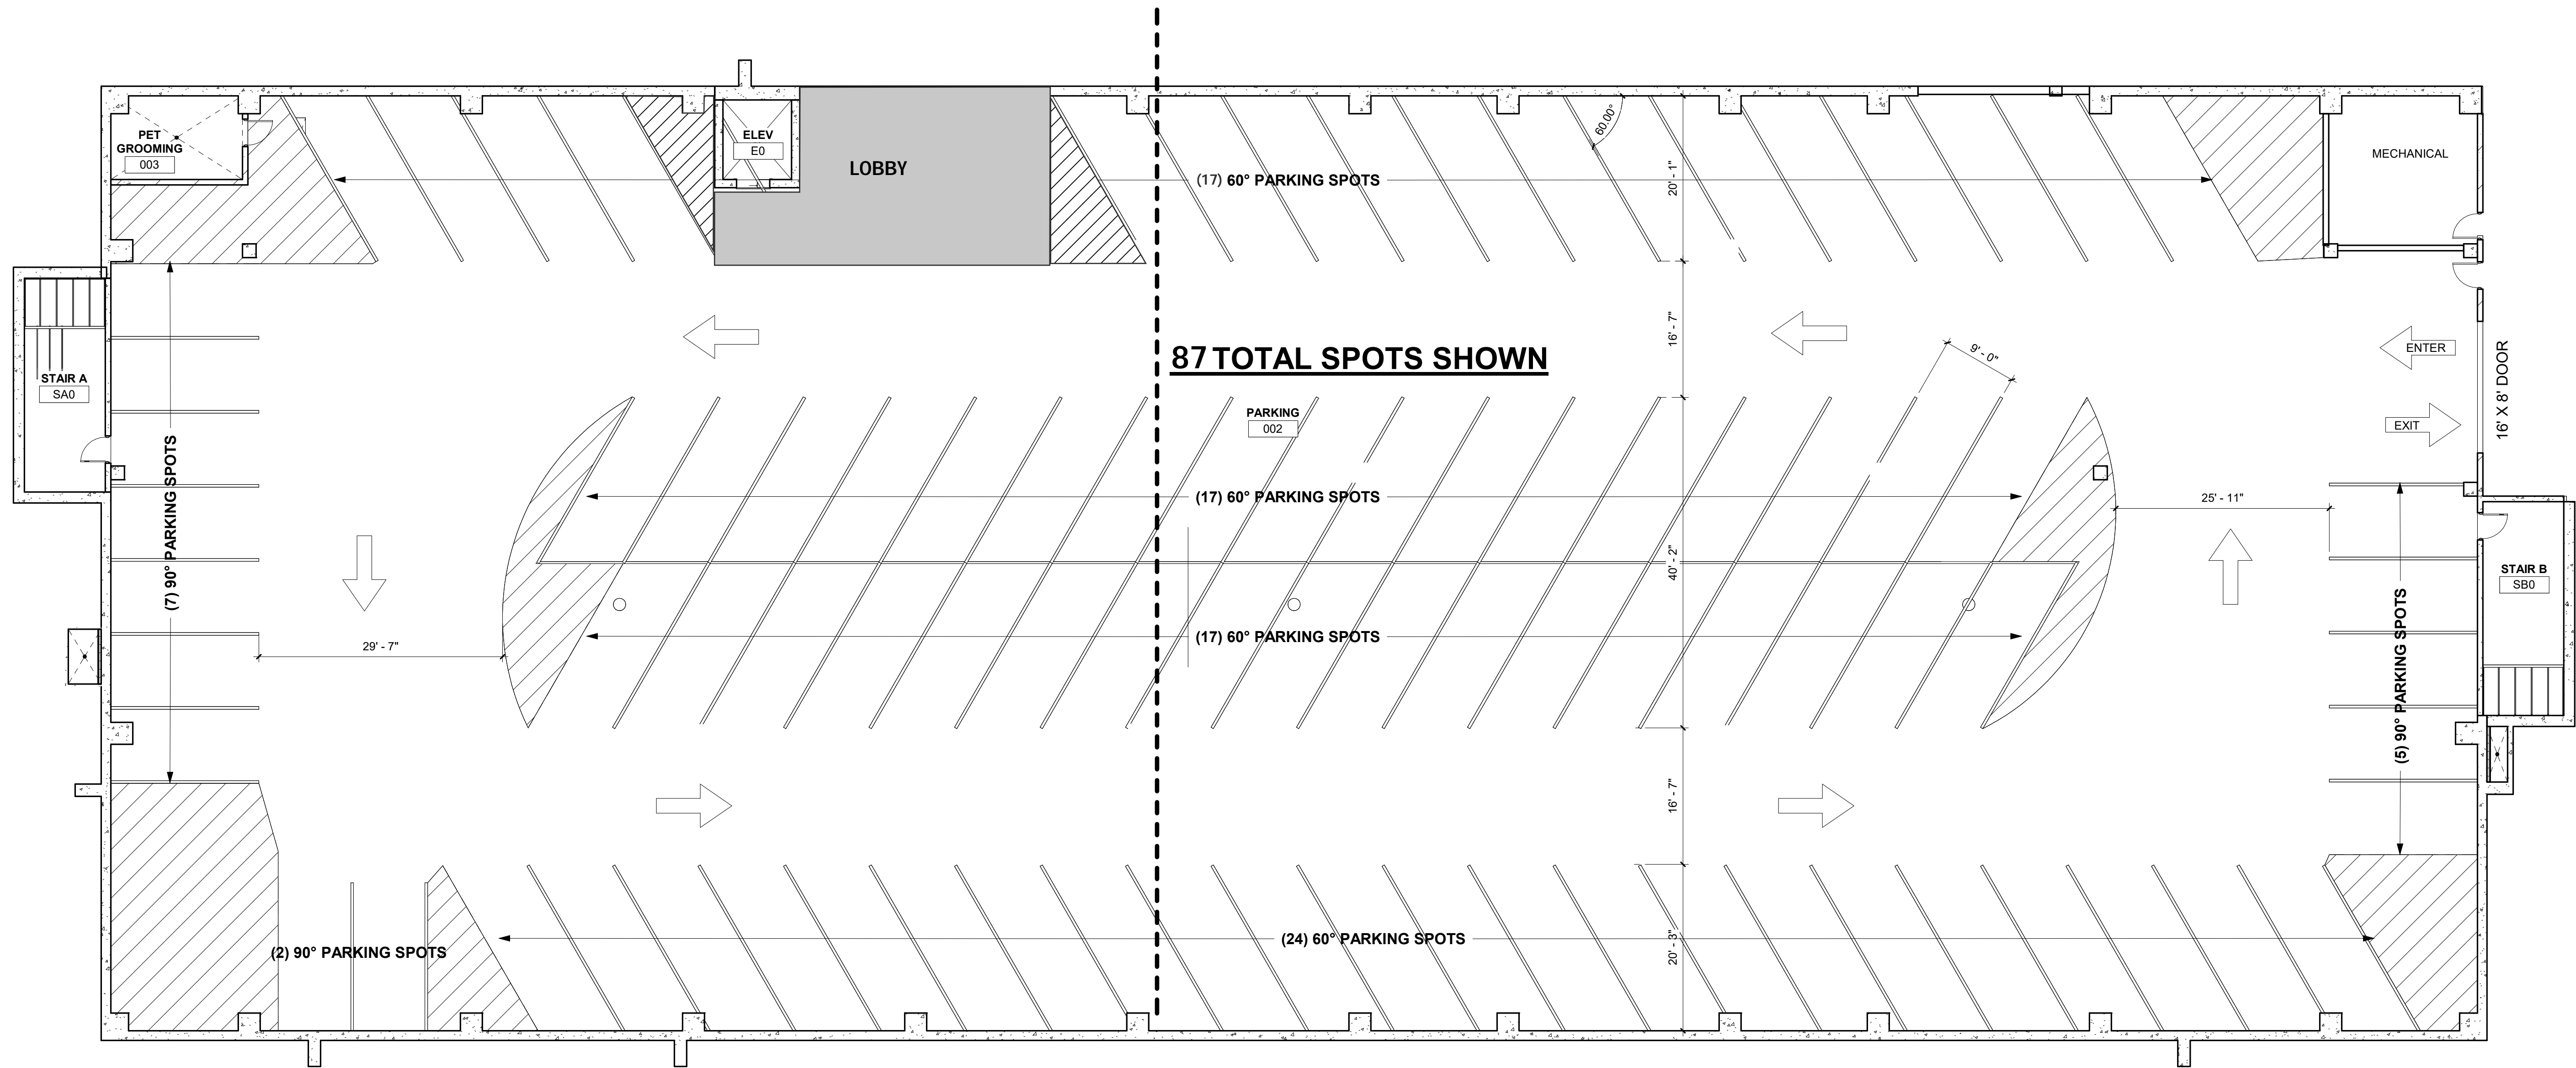 PET
GROOMING
003
ELEV
E0
LOBBY
(17) 60° PARKING SPOTS
60.00°
20' - 1"
MECHANICAL
STAIR A
SA0
87 TOTAL SPOTS SHOWN
16' - 7"
9' - 0"
ENTER
EXIT
16' X 8' DOOR
PARKING
002
(7) 90° PARKING SPOTS
(17) 60° PARKING SPOTS
25' - 11"
40' - 2"
STAIR B
SB0
(17) 60° PARKING SPOTS
29' - 7"
(5) 90° PARKING SPOTS
16' - 7"
(2) 90° PARKING SPOTS
(24) 60° PARKING SPOTS
20' - 3"